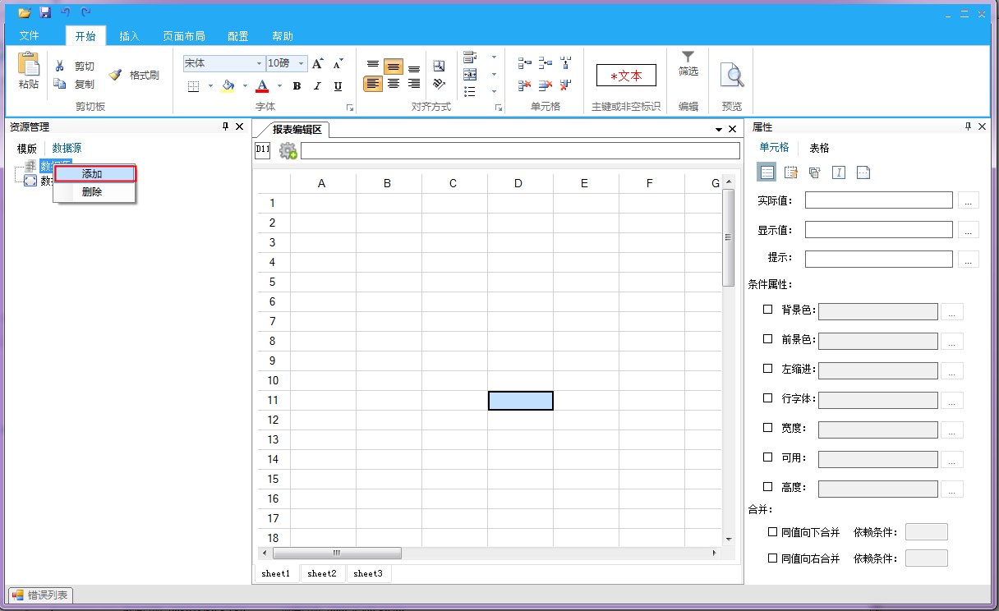 文件 开始 插入 页面布局 配置 帮助
粘贴 剪切 复制 格式刷
宋体 10磅 A A
A B I U
*文本
筛选
剪切板 字体 对齐方式 单元格 主键或非空标识 编辑 预览
资源管理
模版 数据源
数据源
数
添加
删除
报表编辑区
D11
A B C D E F G
1
2
3
4
5
6
7
8
9
10
11
12
13
14
15
16
17
18
sheet1 sheet2 sheet3
属性
单元格 表格
实际值: ...
显示值: ...
提示: ...
条件属性:
背景色: ...
前景色: ...
左缩进: ...
行字体: ...
宽度: ...
可用: ...
高度: ...
合并:
同值向下合并 依赖条件:
同值向右合并 依赖条件:
错误列表